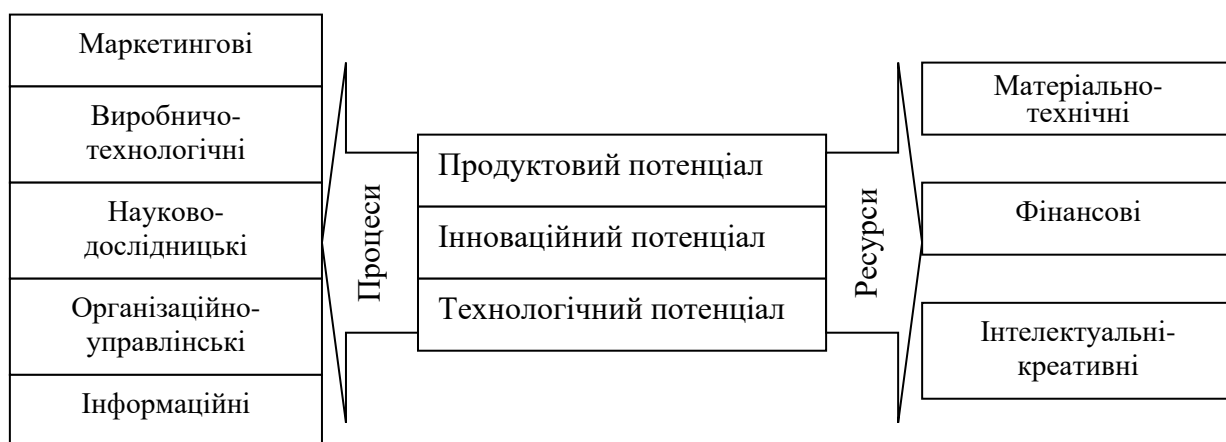 Маркетингові
Виробничо-
технологічні
Науково-
дослідницькі
Організаційно-
управлінські
Інформаційні
Процеси
Продуктовий потенціал
Інноваційний потенціал
Технологічний потенціал
Ресурси
Матеріально-
технічні
Фінансові
Інтелектуальні-
креативні